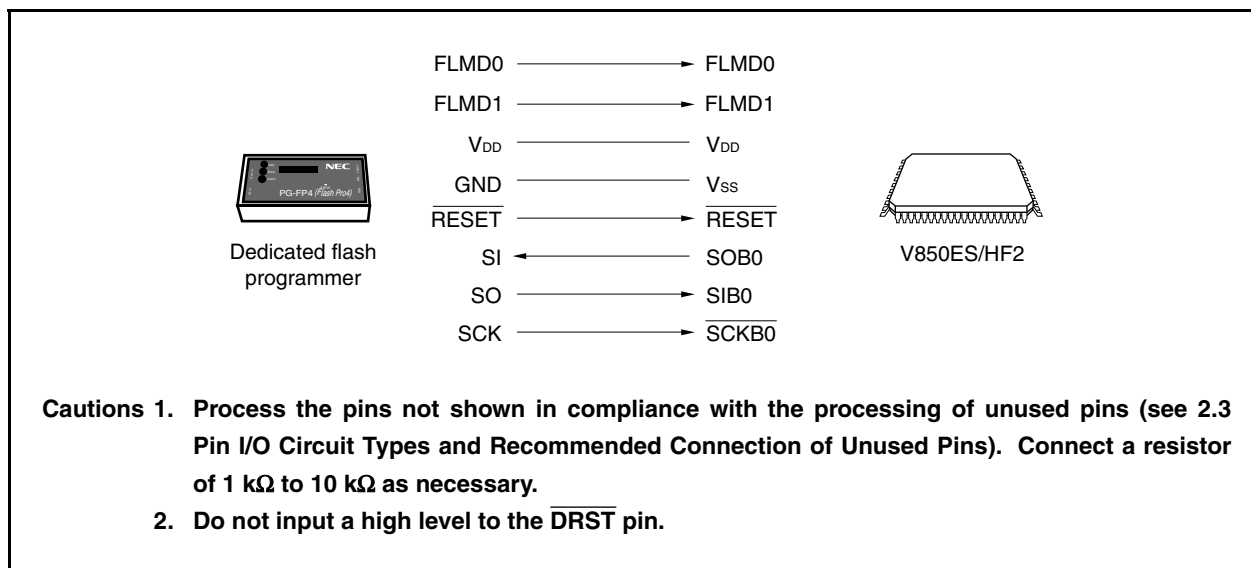 FLMD0 FLMD0
FLMD1 FLMD1
VDD VDD
GND VSS
RESET RESET
SI SOB0
SO SIB0
SCK SCKB0
NEC
PG-FP4 (Flash Pro4)
Dedicated flash
programmer
V850ES/HF2
Cautions 1. Process the pins not shown in compliance with the processing of unused pins (see 2.3
Pin I/O Circuit Types and Recommended Connection of Unused Pins). Connect a resistor
of 1 kΩ to 10 kΩ as necessary.
2. Do not input a high level to the DRST pin.